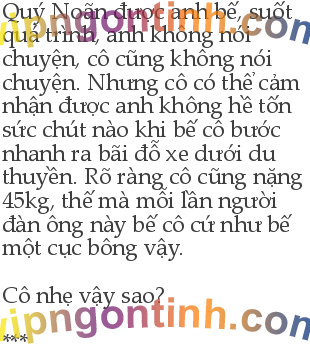 Quý Noãn được anh bế, suốt
quá trình, anh không nói
chuyện, cô cũng không nói
chuyện. Nhưng cô có thể cảm
nhận được anh không hề tốn
sức chút nào khi bế cô bước
nhanh ra bãi đỗ xe dưới du
thuyền. Rõ ràng cô cũng nặng
45kg, thế mà mỗi lần người
đàn ông này bế cô cứ như bế
một cục bông vậy.
Cô nhẹ vậy sao?
vipngontinh.com
***